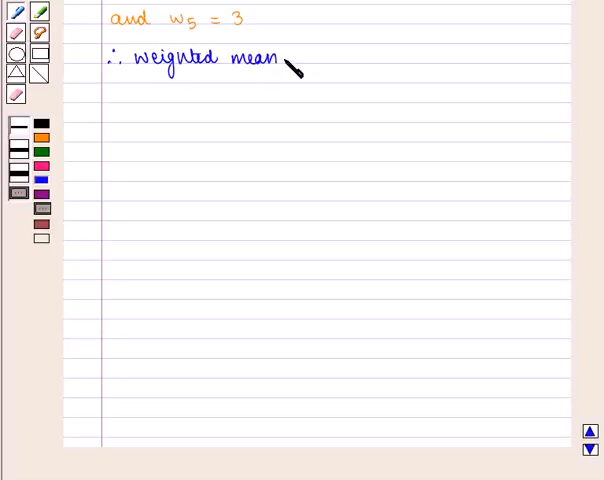 and w₅ = 3
∴ weighted mean